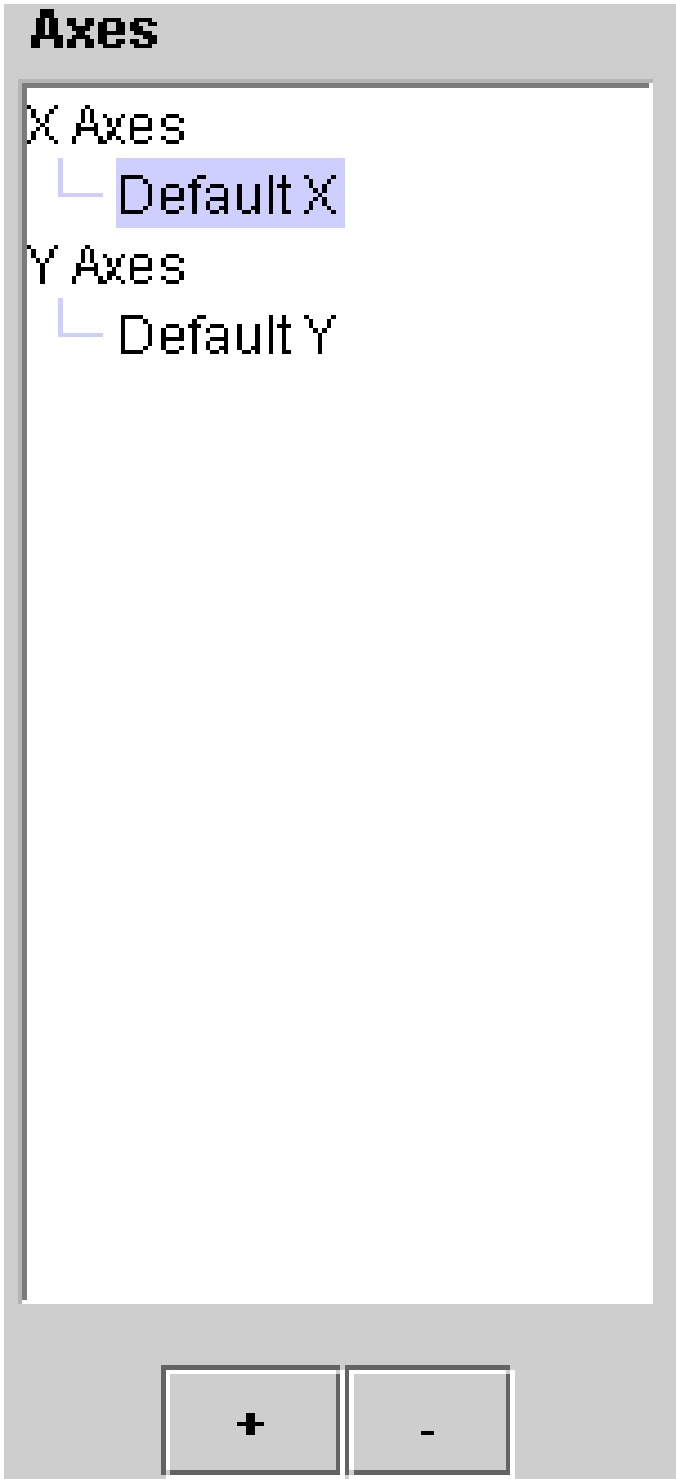 Axes
X Axes
Default X
Y Axes
Default Y
+ -